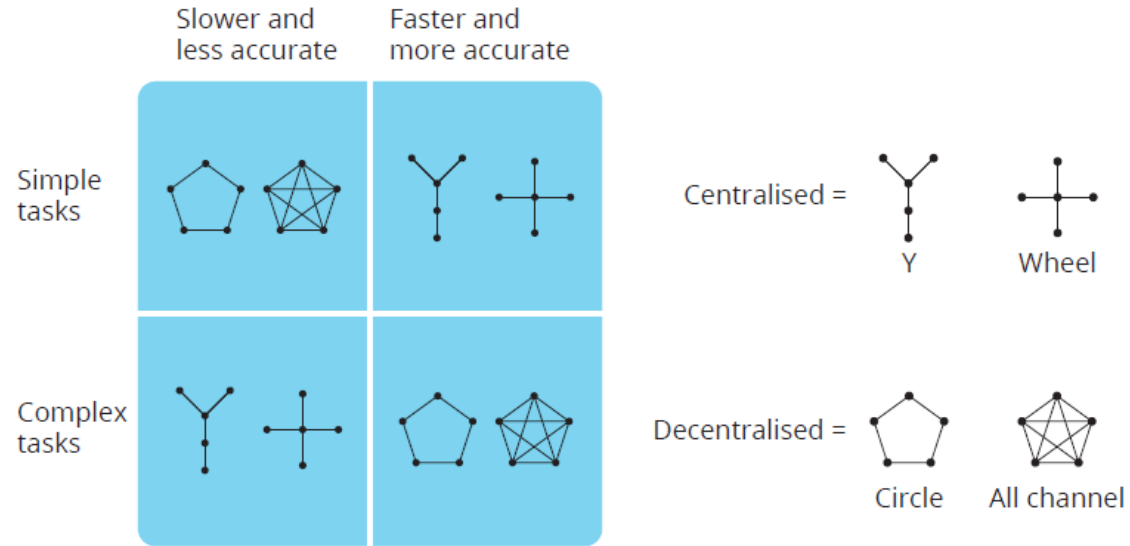 Slower and
less accurate
Faster and
more accurate
Simple
tasks
Complex
tasks
Centralised =
Y
Wheel
Decentralised =
Circle
All channel